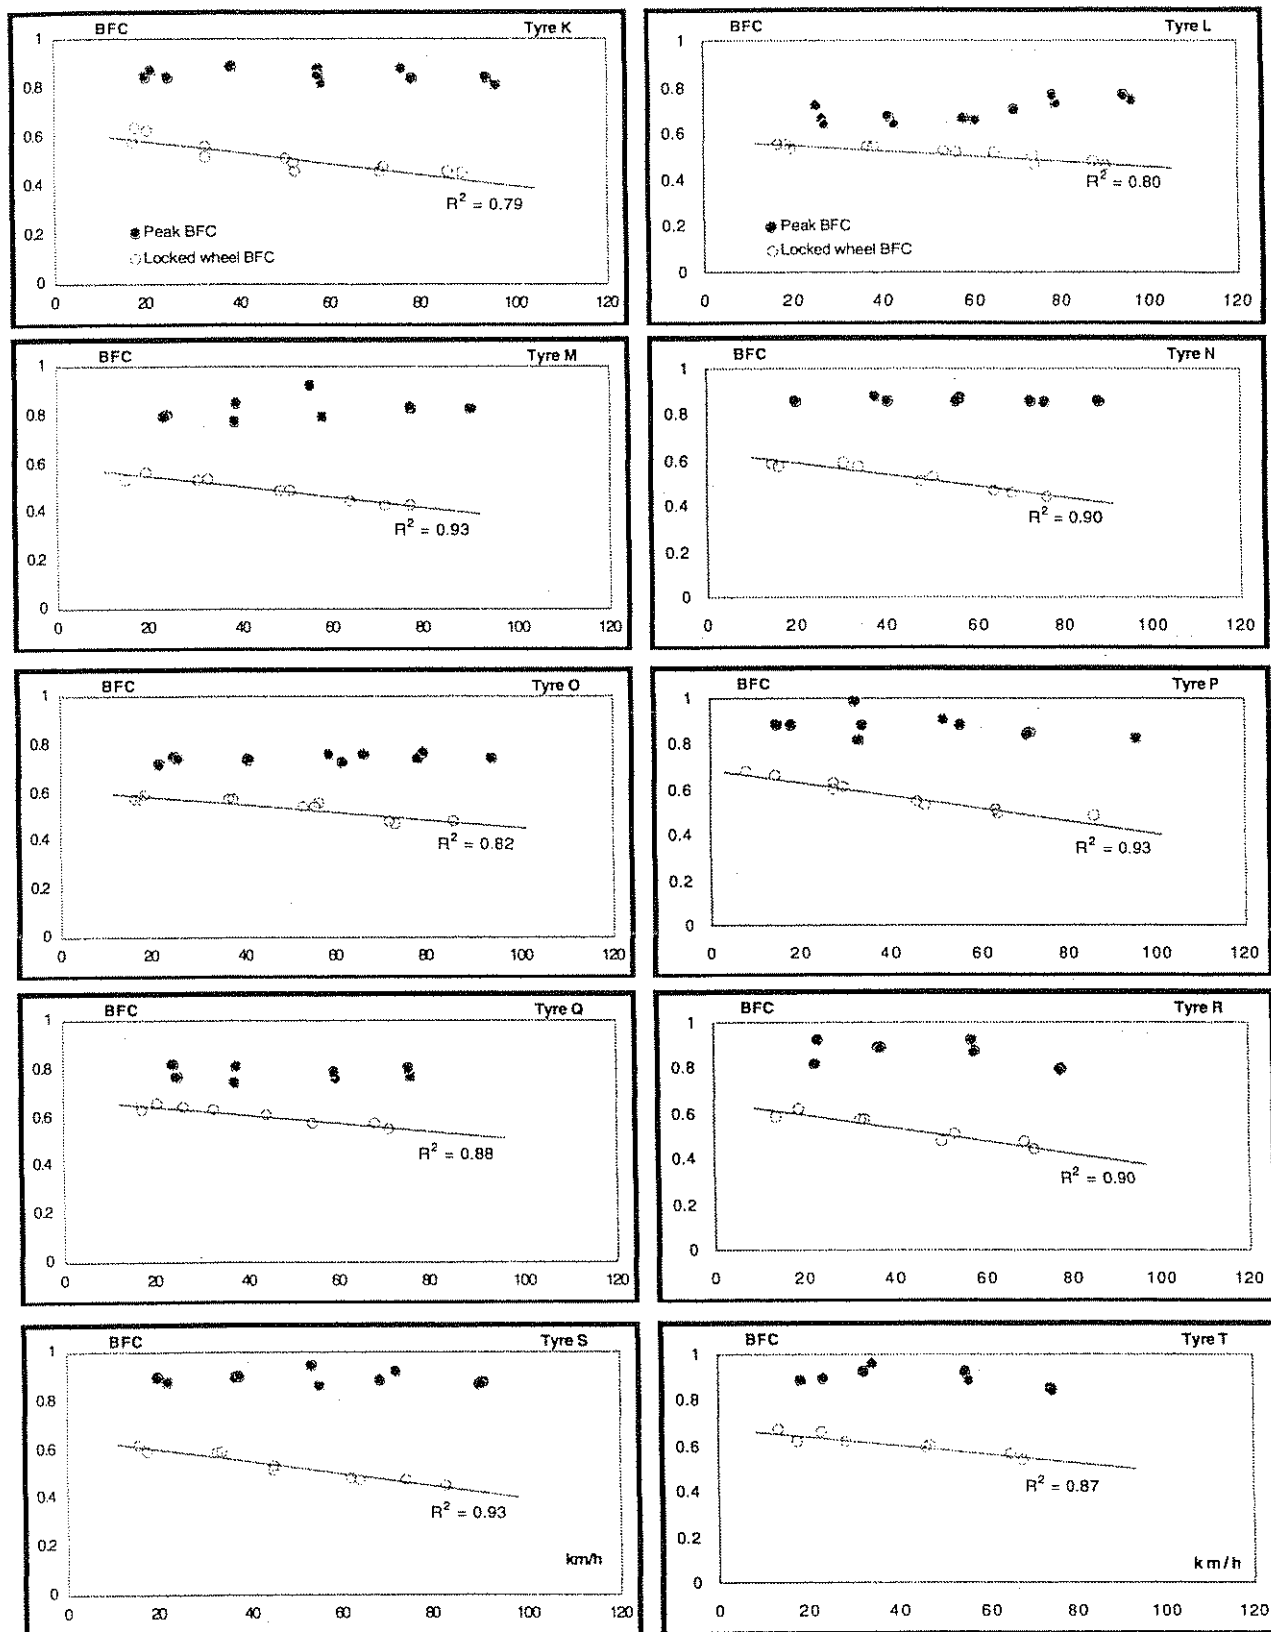 BFC Tyre K
1
0.8
0.6
0.4
R² = 0.79
Peak BFC
0.2
Locked wheel BFC
0
0 20 40 60 80 100 120
BFC Tyre L
1
0.8
0.6
0.4
R² = 0.80
Peak BFC
0.2
Locked wheel BFC
0
0 20 40 60 80 100 120
BFC Tyre M
1
0.8
0.6
0.4
R² = 0.93
0.2
0
0 20 40 60 80 100 120
BFC Tyre N
1
0.8
0.6
0.4
R² = 0.90
0.2
0
0 20 40 60 80 100 120
BFC Tyre O
1
0.8
0.6
0.4
R² = 0.82
0.2
0
0 20 40 60 80 100 120
BFC Tyre P
1
0.8
0.6
0.4
R² = 0.93
0.2
0
0 20 40 60 80 100 120
BFC Tyre Q
1
0.8
0.6
0.4
R² = 0.88
0.2
0
0 20 40 60 80 100 120
BFC Tyre R
1
0.8
0.6
0.4
R² = 0.90
0.2
0
0 20 40 60 80 100 120
BFC Tyre S
1
0.8
0.6
0.4
R² = 0.93
0.2
km/h
0
0 20 40 60 80 100 120
BFC Tyre T
1
0.8
0.6
0.4
R² = 0.87
0.2
km/h
0
0 20 40 60 80 100 120